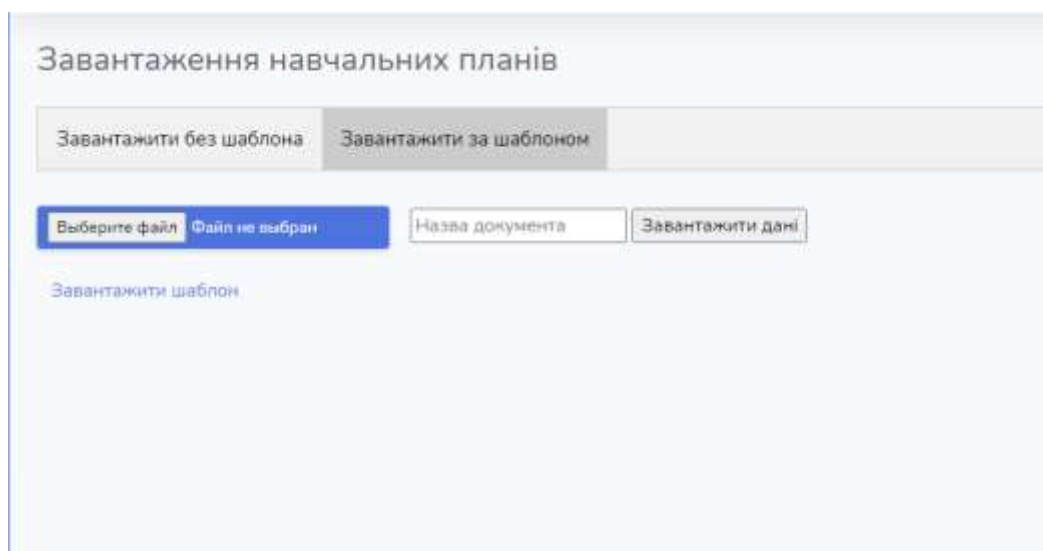 Завантаження навчальних планів
Завантажити без шаблона Завантажити за шаблоном
Выберите файл Файл не выбран Назва документа Завантажити дані
Завантажити шаблон